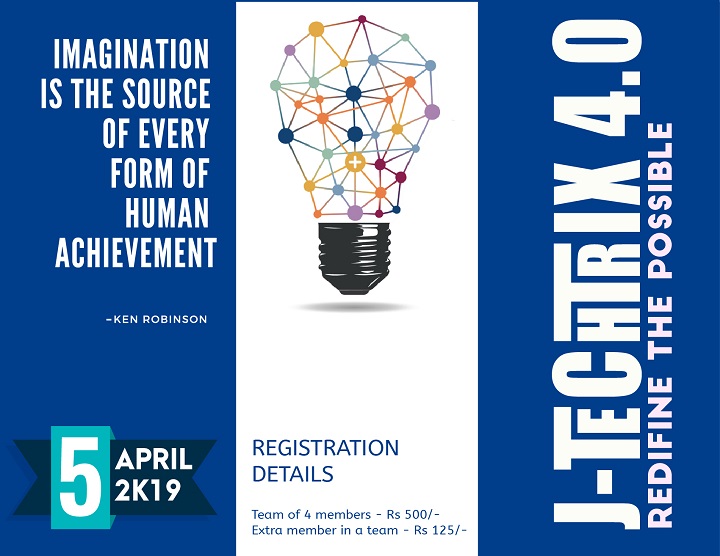 IMAGINATION
IS THE SOURCE
OF EVERY
FORM OF
HUMAN
ACHIEVEMENT
–KEN ROBINSON
5 APRIL
2K19
REGISTRATION
DETAILS
Team of 4 members - Rs 500/-
Extra member in a team - Rs 125/-
J-TECHTRIX 4.0
REDIFINE THE POSSIBLE